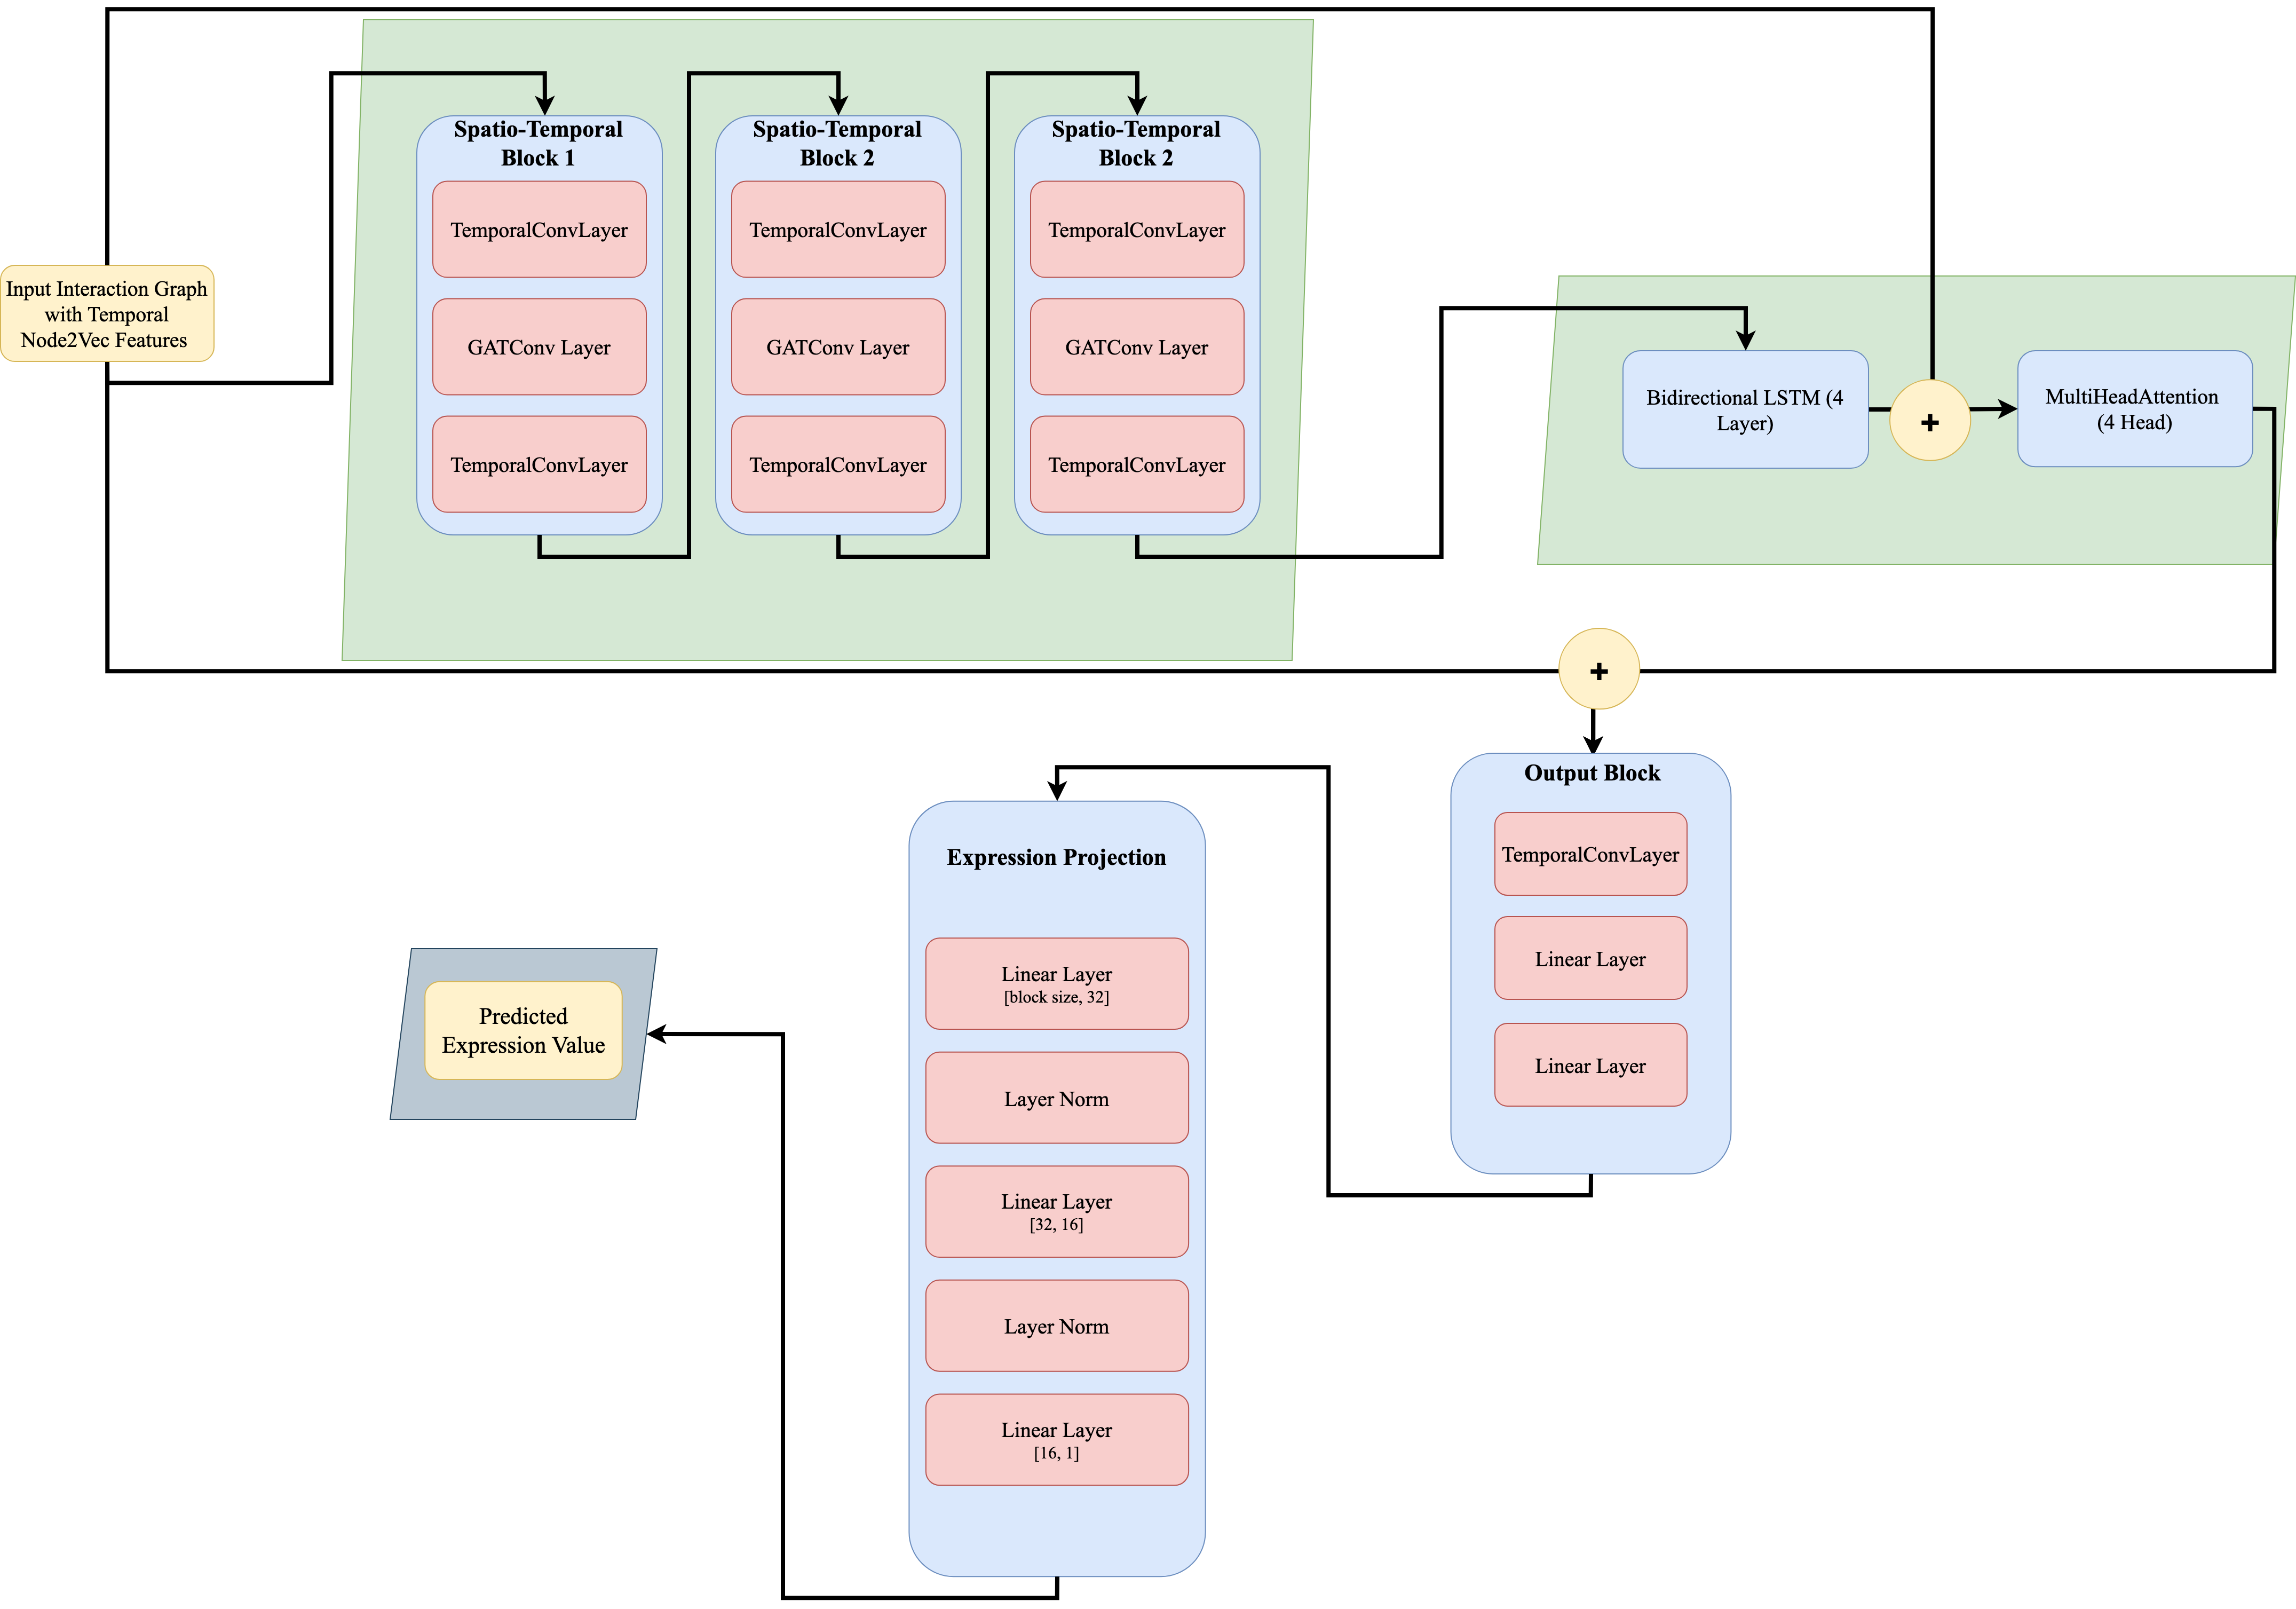 Input Interaction Graph
with Temporal
Node2Vec Features
Spatio-Temporal
Block 1
TemporalConvLayer
GATConv Layer
TemporalConvLayer
Spatio-Temporal
Block 2
TemporalConvLayer
GATConv Layer
TemporalConvLayer
Spatio-Temporal
Block 2
TemporalConvLayer
GATConv Layer
TemporalConvLayer
Bidirectional LSTM (4
Layer)
+
MultiHeadAttention
(4 Head)
+
Output Block
TemporalConvLayer
Linear Layer
Linear Layer
Expression Projection
Linear Layer
[block size, 32]
Layer Norm
Linear Layer
[32, 16]
Layer Norm
Linear Layer
[16, 1]
Predicted
Expression Value